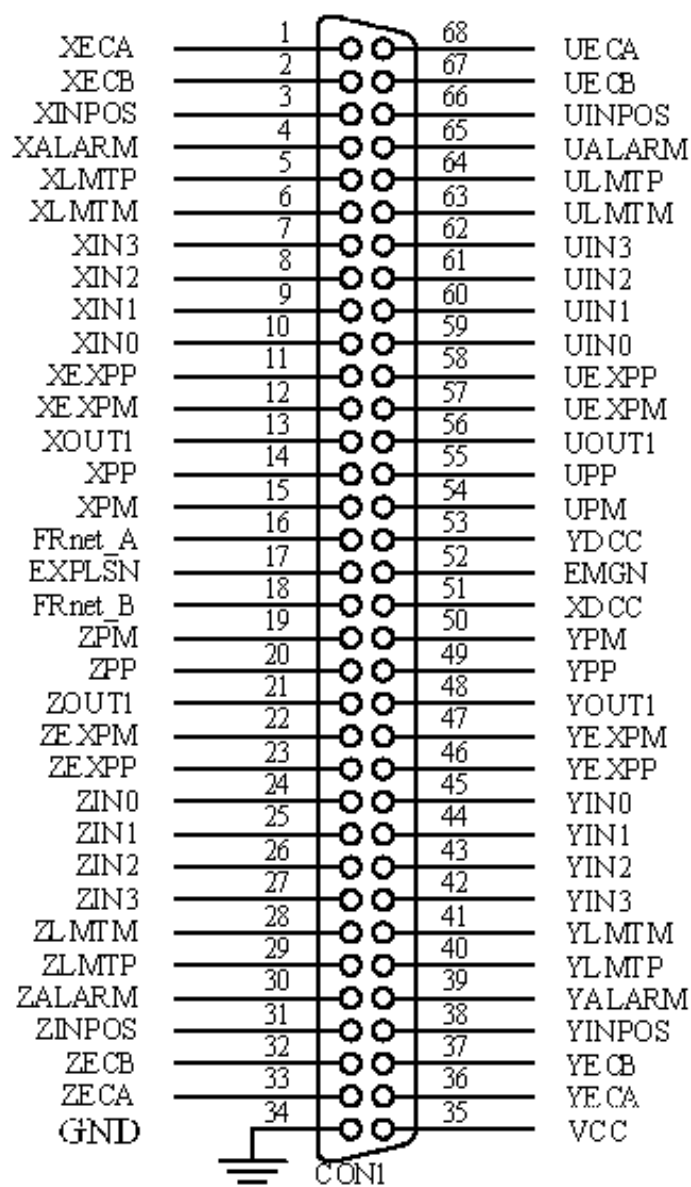 XECA 1 68 UECA
XECB 2 67 UECB
XINPOS 3 66 UINPOS
XALARM 4 65 UALARM
XLMTP 5 64 ULMTP
XLMTM 6 63 ULMTM
XIN3 7 62 UIN3
XIN2 8 61 UIN2
XIN1 9 60 UIN1
XIN0 10 59 UIN0
XEXPP 11 58 UEXPP
XEXPM 12 57 UEXPM
XOUT1 13 56 UOUT1
XPP 14 55 UPP
XPM 15 54 UPM
FRnet_A 16 53 YDCC
EXPLSN 17 52 EMGN
FRnet_B 18 51 XDCC
ZPM 19 50 YPM
ZPP 20 49 YPP
ZOUT1 21 48 YOUT1
ZEXPM 22 47 YEXPM
ZEXPP 23 46 YEXPP
ZIN0 24 45 YIN0
ZIN1 25 44 YIN1
ZIN2 26 43 YIN2
ZIN3 27 42 YIN3
ZLMTM 28 41 YLMTM
ZLMTP 29 40 YLMTP
ZALARM 30 39 YALARM
ZINPOS 31 38 YINPOS
ZECB 32 37 YECB
ZECA 33 36 YECA
GND 34 35 VCC
CON1